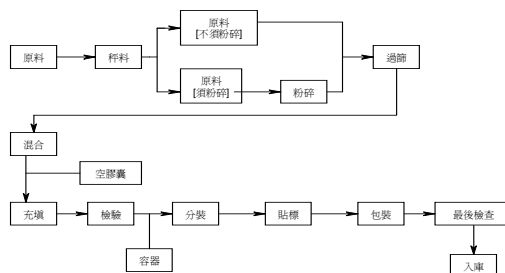 原料
[不須粉碎]
原料
秤料
過篩
原料
[須粉碎]
粉碎
混合
空膠囊
充填
檢驗
分裝
貼標
包裝
最後檢查
容器
入庫